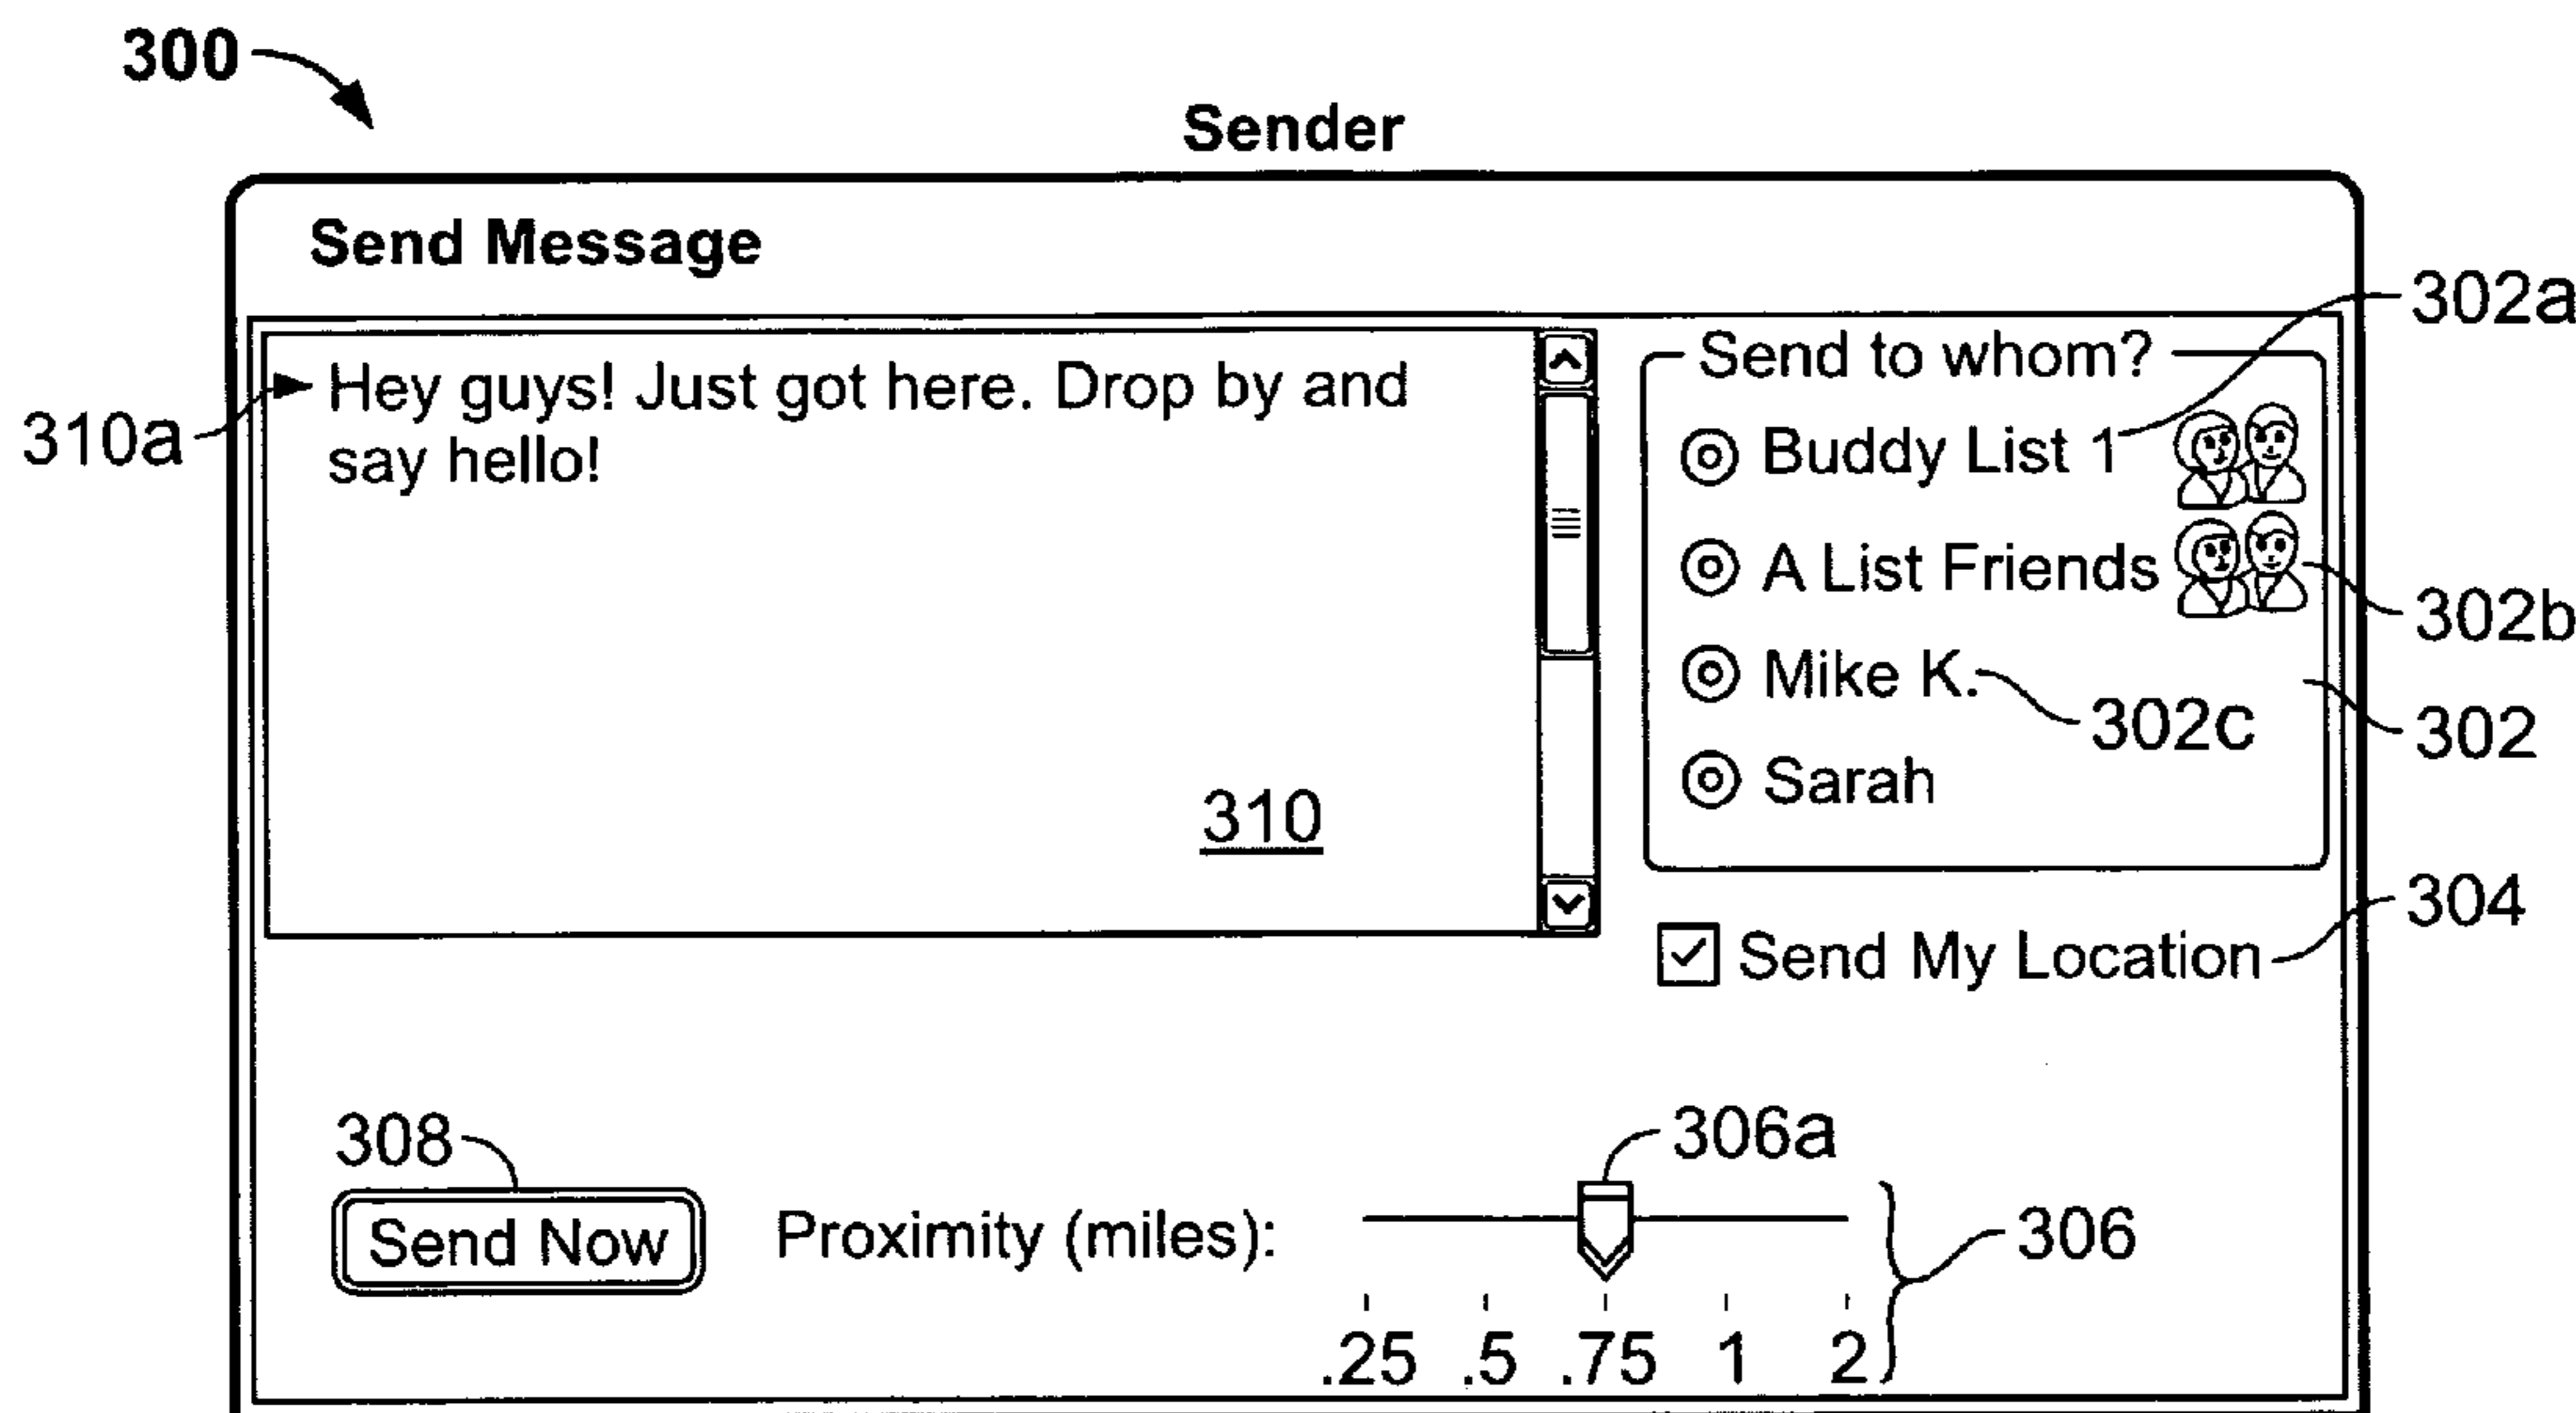 300
Sender
Send Message
302a
310a
Hey guys! Just got here. Drop by and
say hello!
310
Send to whom?
Buddy List 1
A List Friends
302b
Mike K.
302c
302
Sarah
304
Send My Location
308
Send Now
Proximity (miles):
306a
306
.25 .5 .75 1 2